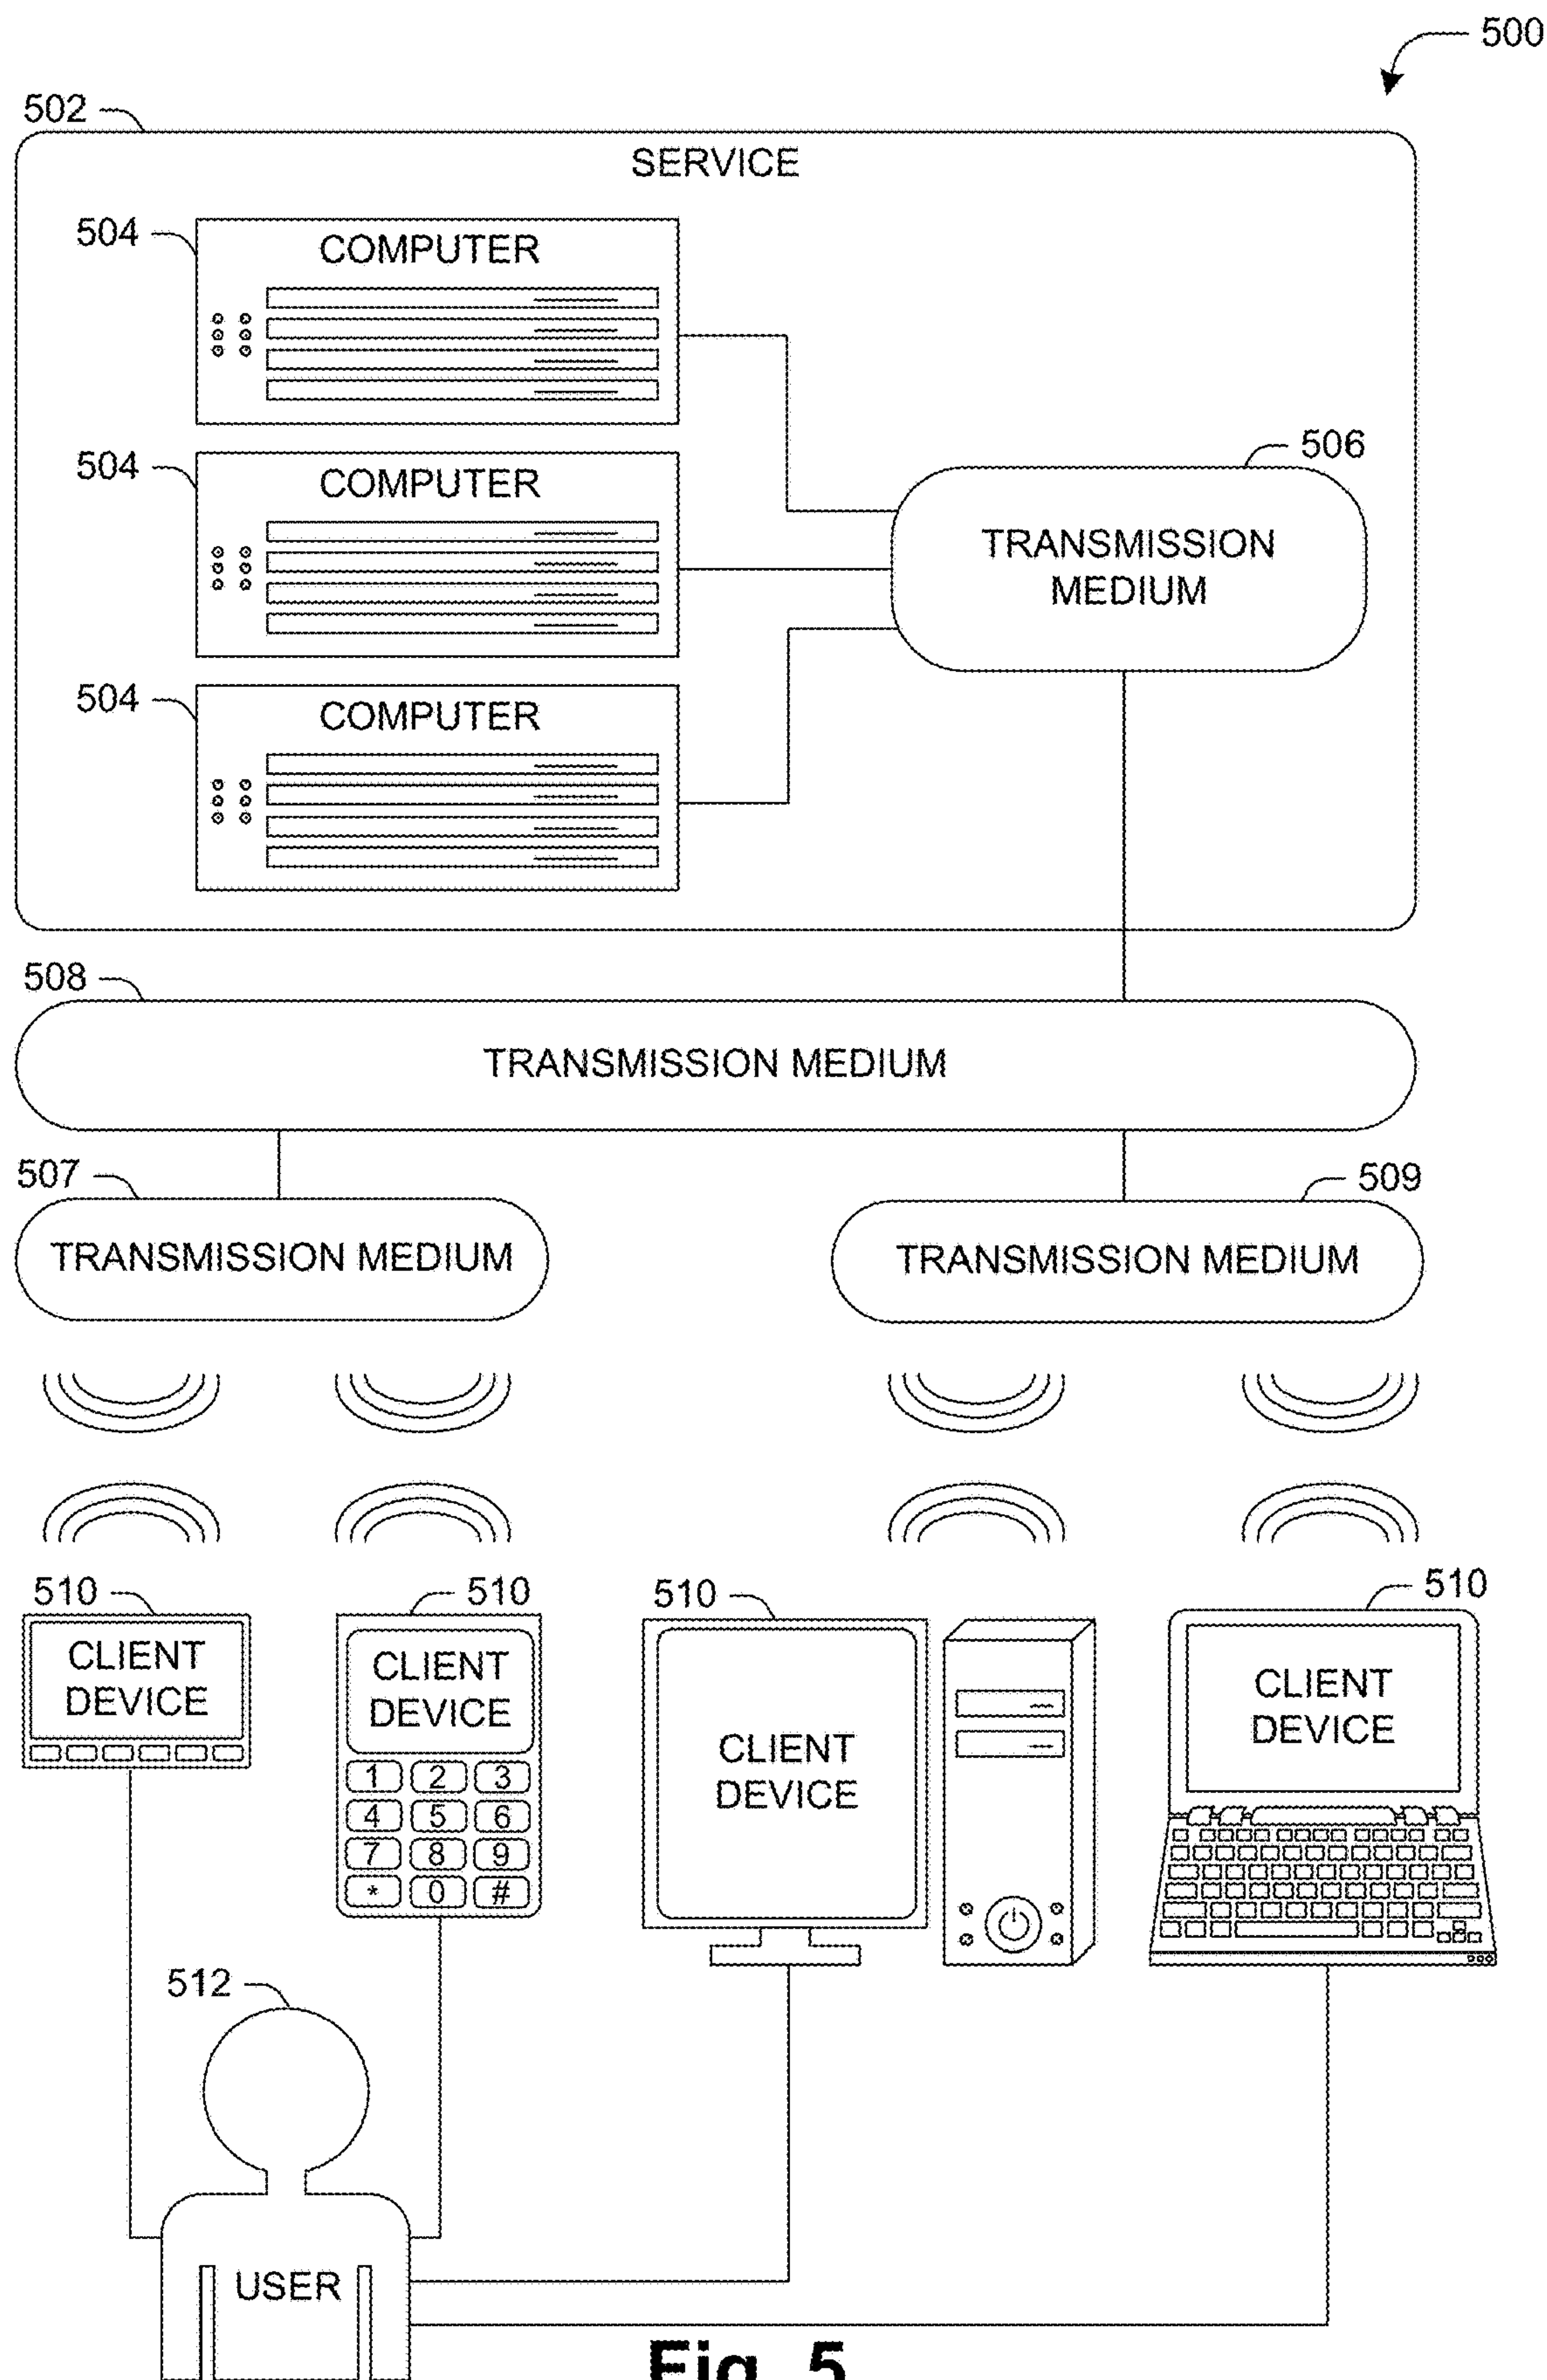 500
502
SERVICE
504
COMPUTER
504
COMPUTER
506
TRANSMISSION
MEDIUM
504
COMPUTER
508
TRANSMISSION MEDIUM
507
509
TRANSMISSION MEDIUM
TRANSMISSION MEDIUM
510
510
510
510
CLIENT
DEVICE
CLIENT
DEVICE
1 2 3
4 5 6
7 8 9
* 0 #
CLIENT
DEVICE
CLIENT
DEVICE
512
USER
Fig. 5